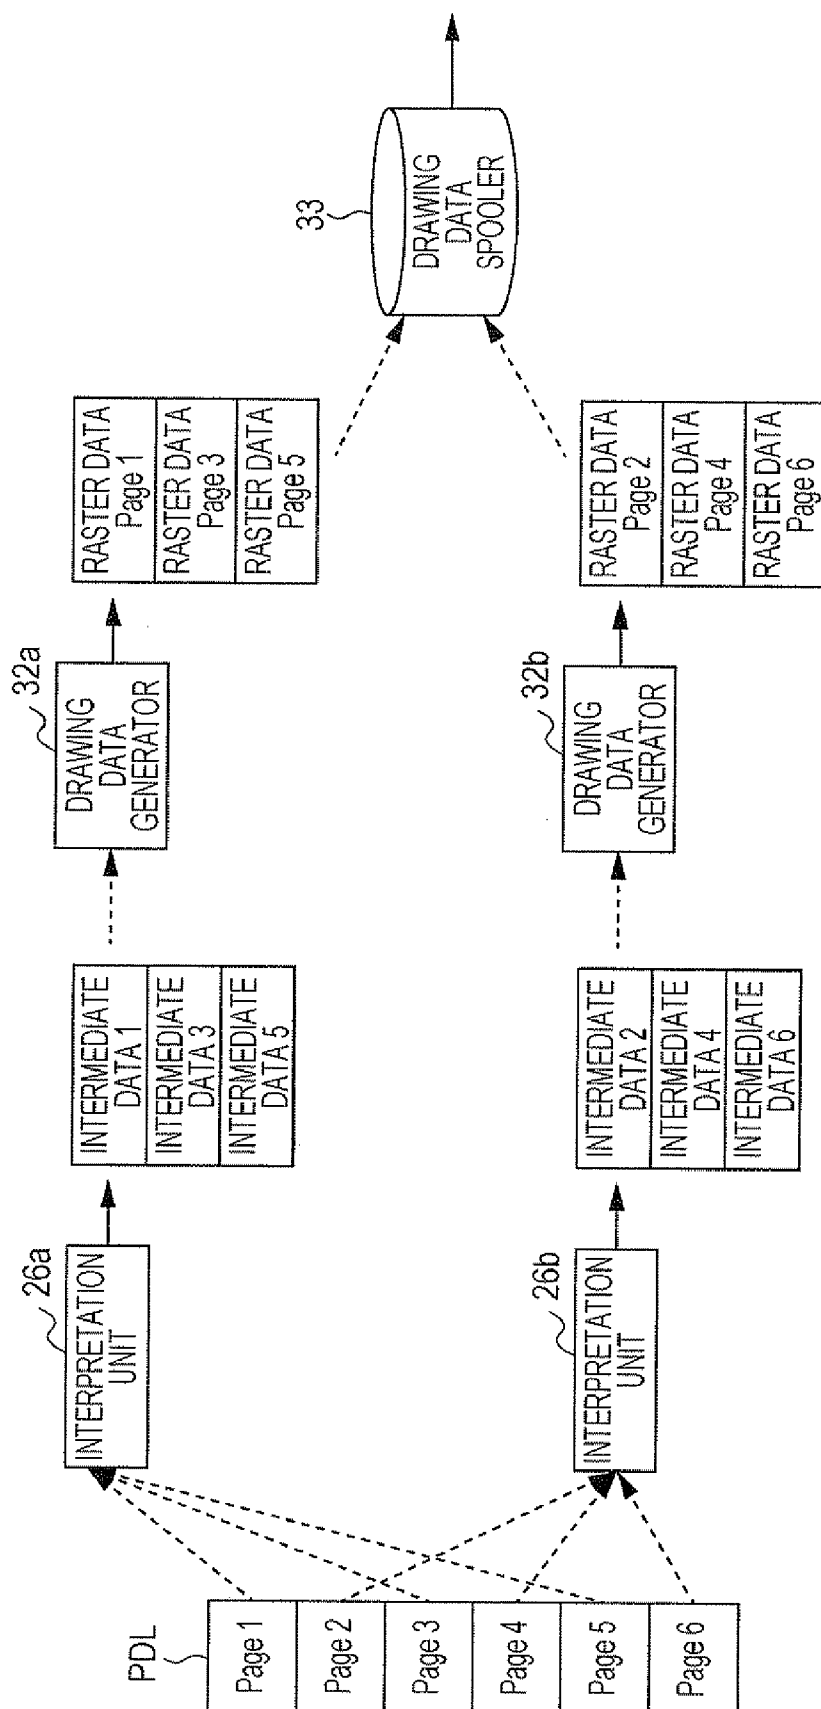 PDL
Page 1
Page 2
Page 3
Page 4
Page 5
Page 6
26a
INTERPRETATION
UNIT
26b
INTERPRETATION
UNIT
INTERMEDIATE
DATA 1
INTERMEDIATE
DATA 3
INTERMEDIATE
DATA 5
INTERMEDIATE
DATA 2
INTERMEDIATE
DATA 4
INTERMEDIATE
DATA 6
32a
DRAWING
DATA
GENERATOR
32b
DRAWING
DATA
GENERATOR
RASTER DATA
Page 1
RASTER DATA
Page 3
RASTER DATA
Page 5
RASTER DATA
Page 2
RASTER DATA
Page 4
RASTER DATA
Page 6
33
DRAWING
DATA
SPOOLER